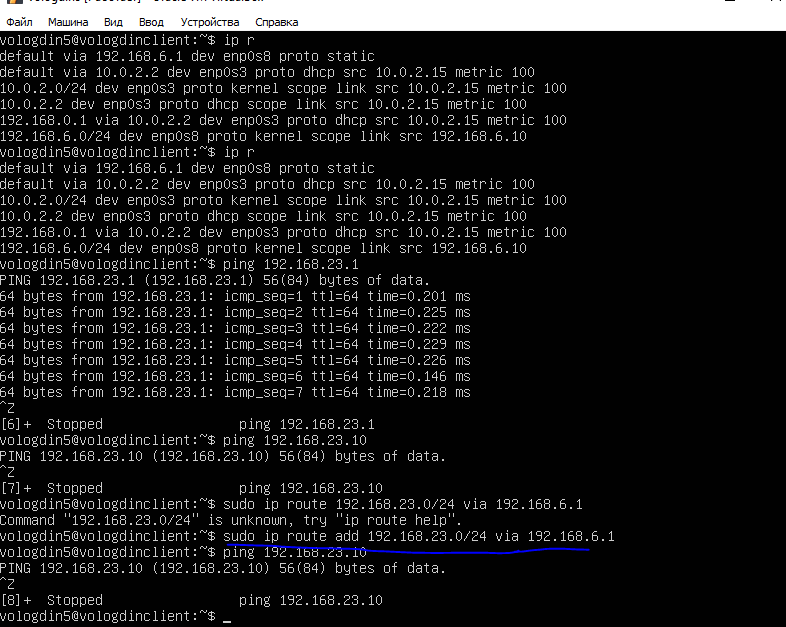 Файл Машина Вид Ввод Устройства Справка
vologdin5@vologdinclient:~$ ip r
default via 192.168.6.1 dev enp0s8 proto static
default via 10.0.2.2 dev enp0s3 proto dhcp src 10.0.2.15 metric 100
10.0.2.0/24 dev enp0s3 proto kernel scope link src 10.0.2.15 metric 100
10.0.2.2 dev enp0s3 proto dhcp scope link src 10.0.2.15 metric 100
192.168.0.1 via 10.0.2.2 dev enp0s3 proto dhcp src 10.0.2.15 metric 100
192.168.6.0/24 dev enp0s8 proto kernel scope link src 192.168.6.10
vologdin5@vologdinclient:~$ ip r
default via 192.168.6.1 dev enp0s8 proto static
default via 10.0.2.2 dev enp0s3 proto dhcp src 10.0.2.15 metric 100
10.0.2.0/24 dev enp0s3 proto kernel scope link src 10.0.2.15 metric 100
10.0.2.2 dev enp0s3 proto dhcp scope link src 10.0.2.15 metric 100
192.168.0.1 via 10.0.2.2 dev enp0s3 proto dhcp src 10.0.2.15 metric 100
192.168.6.0/24 dev enp0s8 proto kernel scope link src 192.168.6.10
vologdin5@vologdinclient:~$ ping 192.168.23.1
PING 192.168.23.1 (192.168.23.1) 56(84) bytes of data.
64 bytes from 192.168.23.1: icmp_seq=1 ttl=64 time=0.201 ms
64 bytes from 192.168.23.1: icmp_seq=2 ttl=64 time=0.225 ms
64 bytes from 192.168.23.1: icmp_seq=3 ttl=64 time=0.222 ms
64 bytes from 192.168.23.1: icmp_seq=4 ttl=64 time=0.229 ms
64 bytes from 192.168.23.1: icmp_seq=5 ttl=64 time=0.226 ms
64 bytes from 192.168.23.1: icmp_seq=6 ttl=64 time=0.146 ms
64 bytes from 192.168.23.1: icmp_seq=7 ttl=64 time=0.218 ms
^Z
[6]+  Stopped                 ping 192.168.23.1
vologdin5@vologdinclient:~$ ping 192.168.23.10
PING 192.168.23.10 (192.168.23.10) 56(84) bytes of data.
^Z
[7]+  Stopped                 ping 192.168.23.10
vologdin5@vologdinclient:~$ sudo ip route 192.168.23.0/24 via 192.168.6.1
Command "192.168.23.0/24" is unknown, try "ip route help".
vologdin5@vologdinclient:~$ sudo ip route add 192.168.23.0/24 via 192.168.6.1
vologdin5@vologdinclient:~$ ping 192.168.23.10
PING 192.168.23.10 (192.168.23.10) 56(84) bytes of data.
^Z
[8]+  Stopped                 ping 192.168.23.10
vologdin5@vologdinclient:~$ _